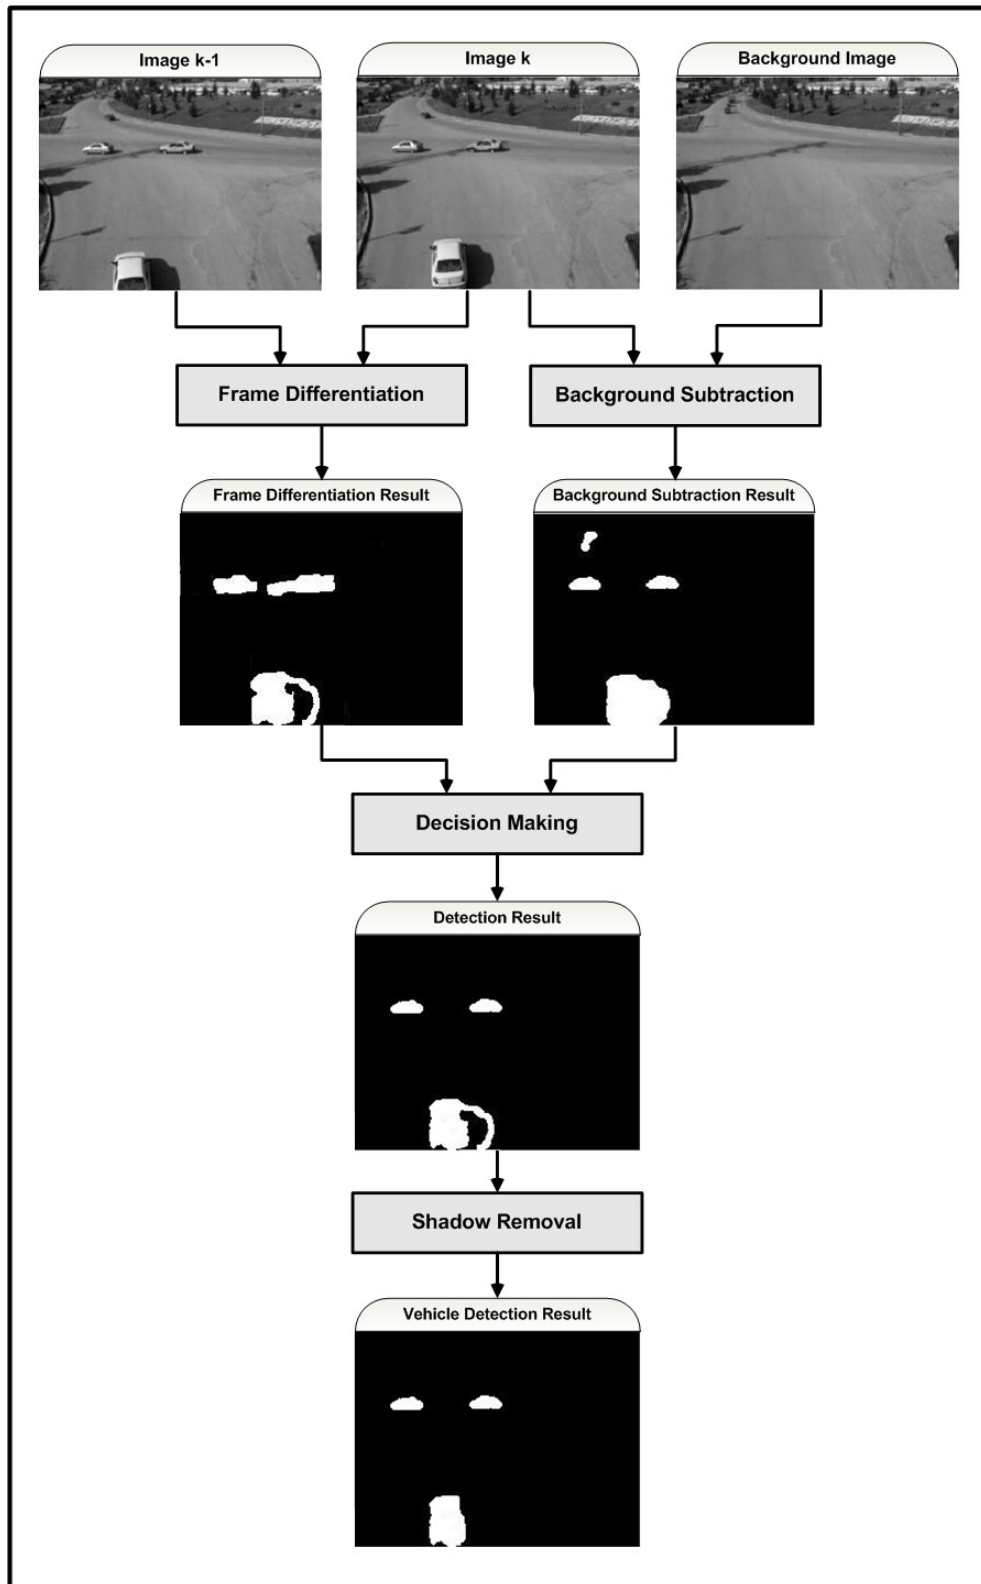 Image k-1
Image k
Background Image
Frame Differentiation
Background Subtraction
Frame Differentiation Result
Background Subtraction Result
Decision Making
Detection Result
Shadow Removal
Vehicle Detection Result